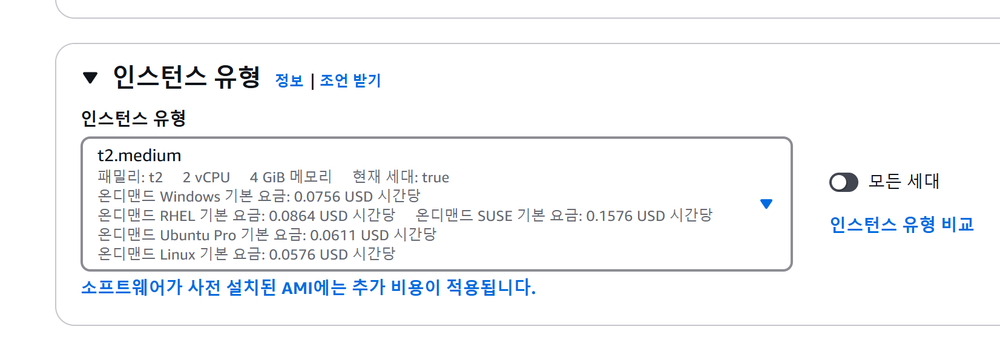 인스턴스 유형 정보 | 조언 받기
인스턴스 유형
t2.medium
패밀리: t2 2 vCPU 4 GiB 메모리 현재 세대: true
온디맨드 Windows 기본 요금: 0.0756 USD 시간당
온디맨드 RHEL 기본 요금: 0.0864 USD 시간당 온디맨드 SUSE 기본 요금: 0.1576 USD 시간당
온디맨드 Ubuntu Pro 기본 요금: 0.0611 USD 시간당
온디맨드 Linux 기본 요금: 0.0576 USD 시간당
모든 세대
인스턴스 유형 비교
소프트웨어가 사전 설치된 AMI에는 추가 비용이 적용됩니다.